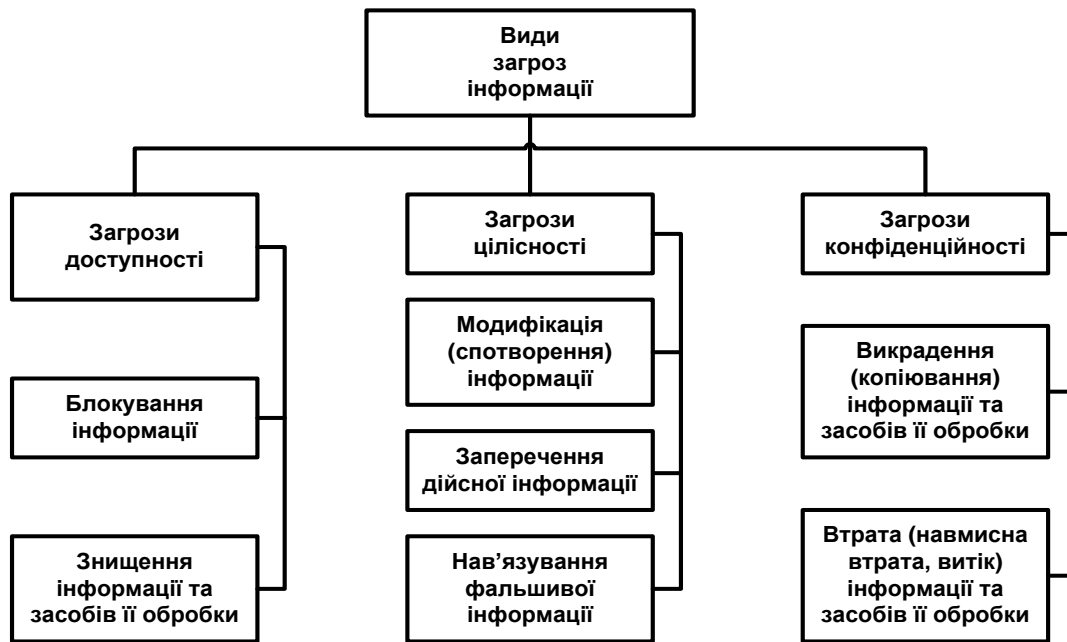 Види
загроз
інформації
Загрози
доступності
Блокування
інформації
Знищення
інформації та
засобів її обробки
Загрози
цілісності
Модифікація
(спотворення)
інформації
Заперечення
дійсної інформації
Нав’язування
фальшивої
інформації
Загрози
конфіденційності
Викрадення
(копіювання)
інформації та
засобів її обробки
Втрата (навмисна
втрата, витік)
інформації та
засобів її обробки